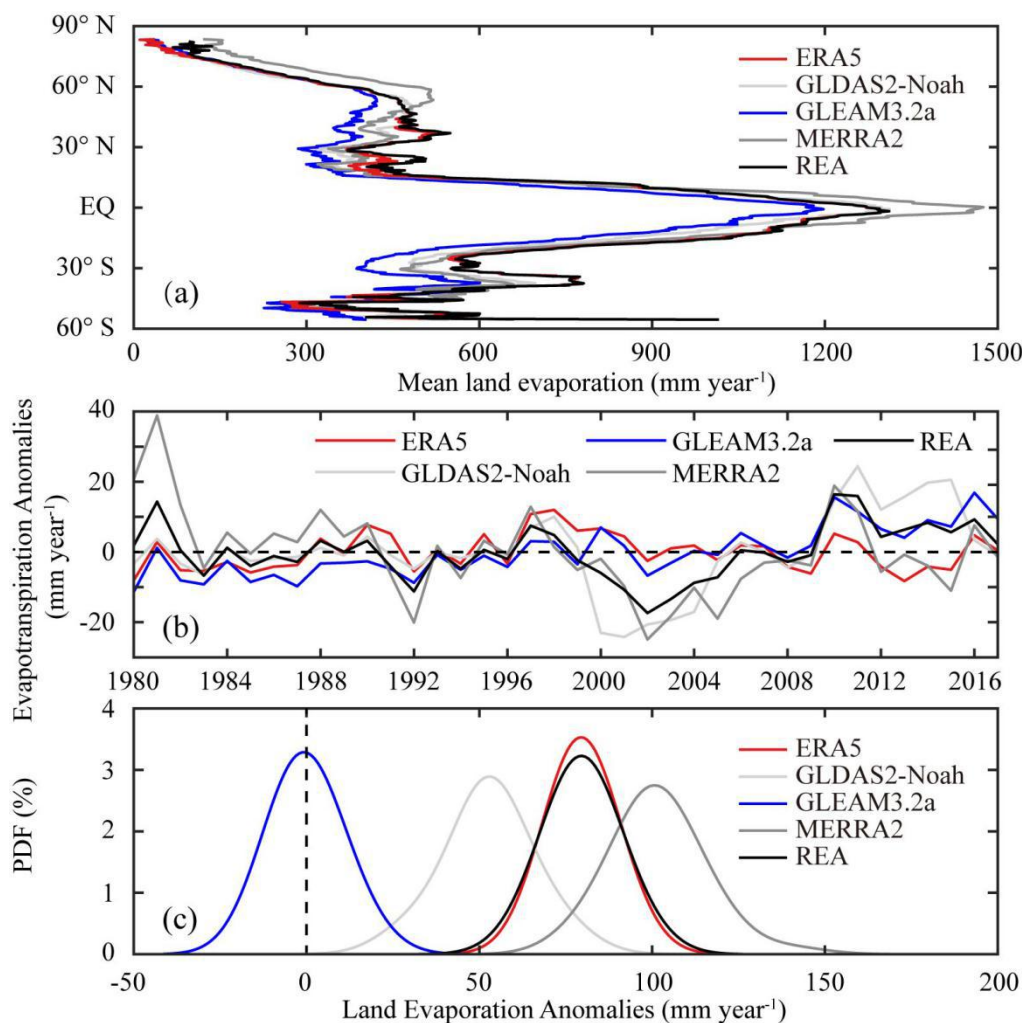 90° N
60° N
30° N
EQ
30° S
60° S
ERA5
GLDAS2-Noah
GLEAM3.2a
MERRA2
REA
(a)
0 300 600 900 1200 1500
Mean land evaporation (mm year⁻¹)
Evapotranspiration Anomalies
(mm year⁻¹)
40
20
0
-20
ERA5 GLEAM3.2a REA
GLDAS2-Noah MERRA2
(b)
1980 1984 1988 1992 1996 2000 2004 2008 2012 2016
PDF (%)
4
3
2
1
0
ERA5
GLDAS2-Noah
GLEAM3.2a
MERRA2
REA
(c)
-50 0 50 100 150 200
Land Evaporation Anomalies (mm year⁻¹)